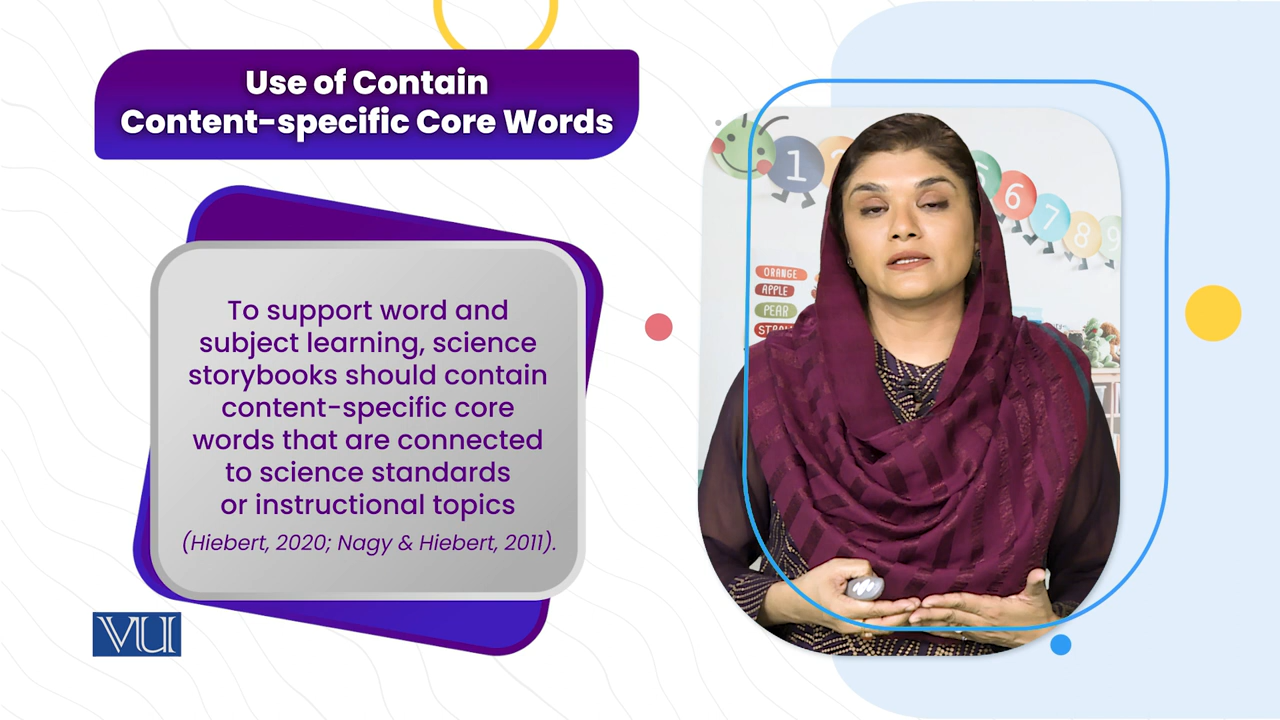 Use of Contain
Content-specific Core Words
To support word and
subject learning, science
storybooks should contain
content-specific core
words that are connected
to science standards
or instructional topics
(Hiebert, 2020; Nagy & Hiebert, 2011).
VU
1
6
7
8
9
ORANGE
APPLE
PEAR